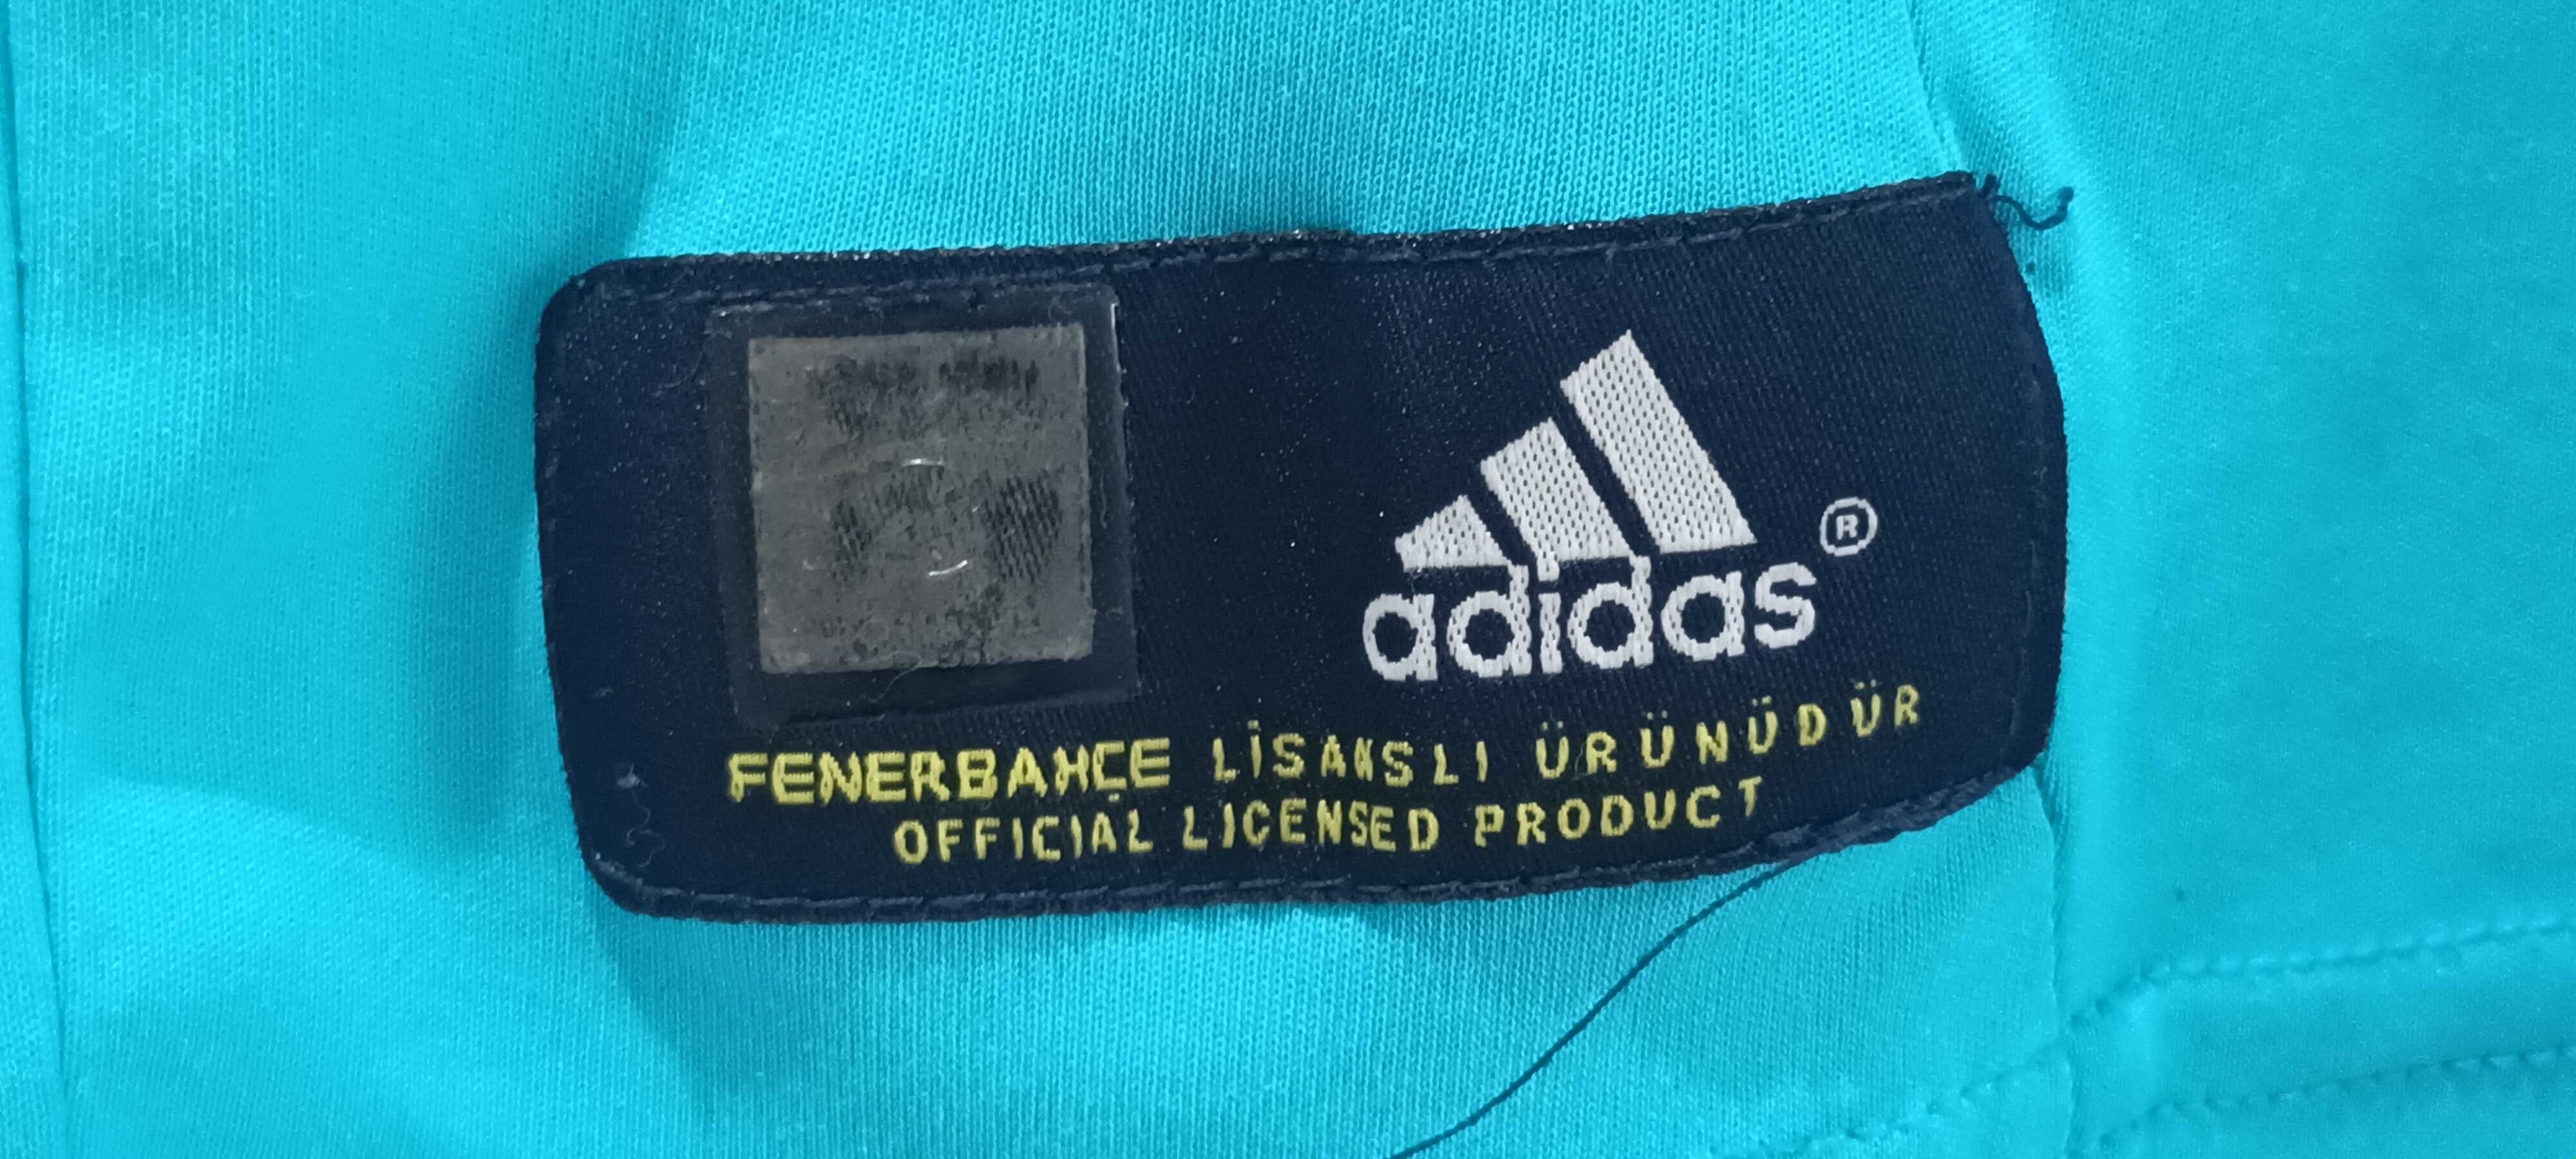 adidas ®
FENERBAHÇE LİSANSLI ÜRÜNÜDÜR
OFFICIAL LICENSED PRODUCT